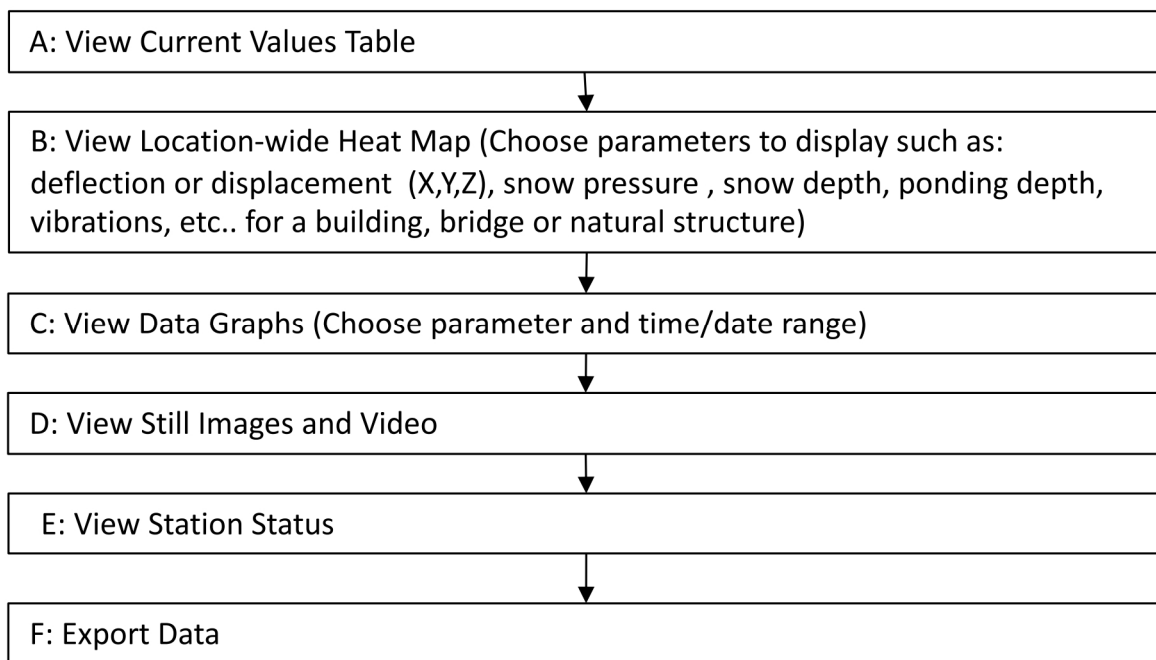 A: View Current Values Table
B: View Location-wide Heat Map (Choose parameters to display such as:
deflection or displacement  (X,Y,Z), snow pressure , snow depth, ponding depth,
vibrations, etc.. for a building, bridge or natural structure)
C: View Data Graphs (Choose parameter and time/date range)
D: View Still Images and Video
E: View Station Status
F: Export Data